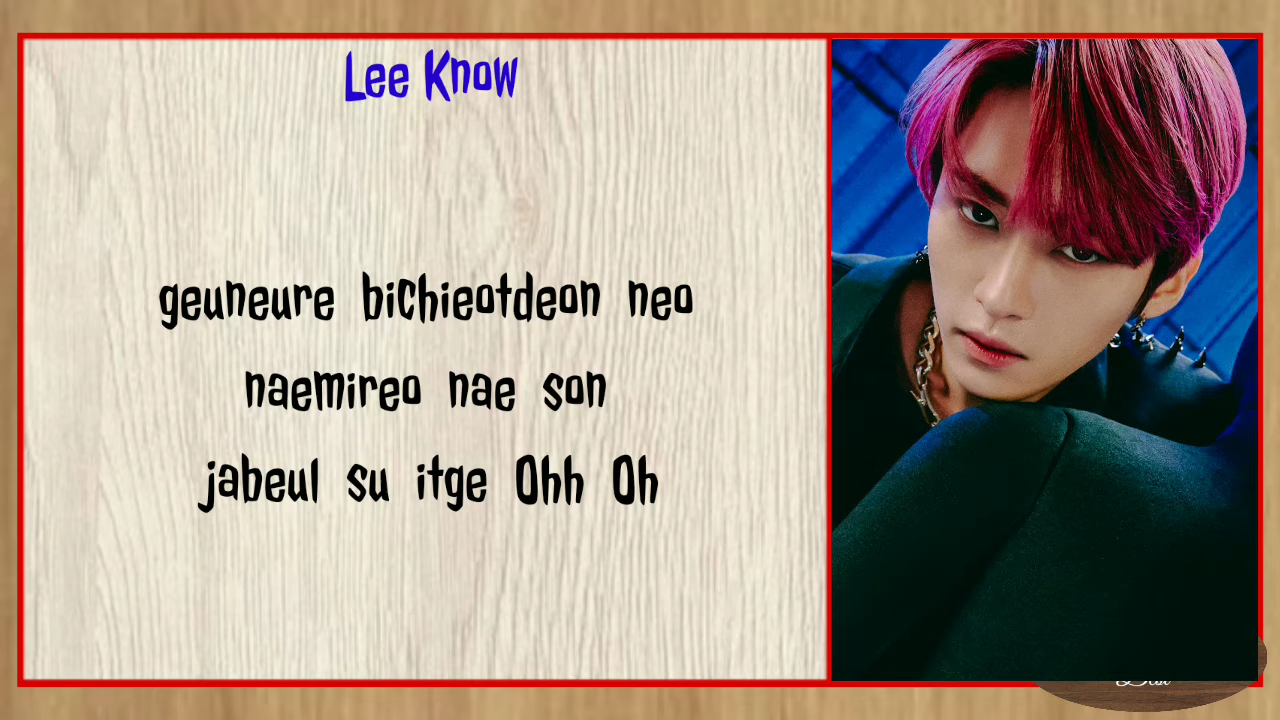 Lee Know
geuneure bichieotdeon neo
naemireo nae son
jabeul su itge Ohh Oh